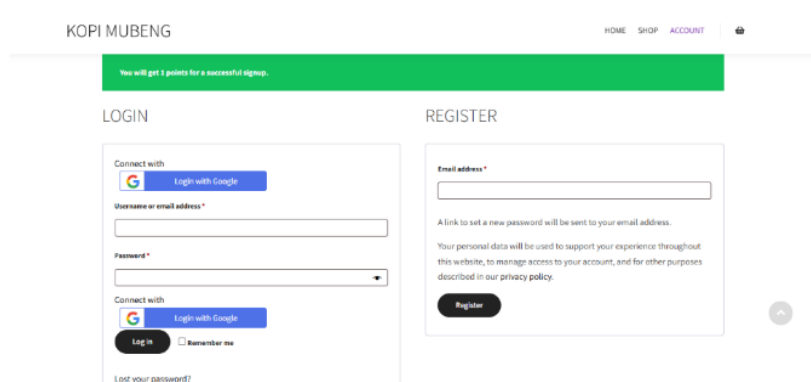 KOPI MUBENG
HOME SHOP ACCOUNT
You will get 1 points for a successful signup.
LOGIN
Connect with
Login with Google
Username or email address *
Password *
Connect with
Login with Google
Log in
Remember me
Lost your password?
REGISTER
Email address *
A link to set a new password will be sent to your email address.
Your personal data will be used to support your experience throughout
this website, to manage access to your account, and for other purposes
described in our privacy policy.
Register